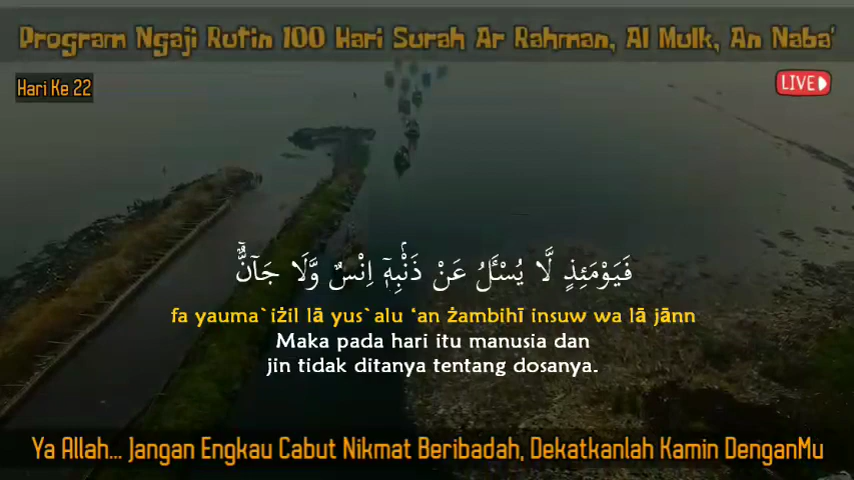 Program Ngaji Rutin 100 Hari Surah Ar Rahman, Al Mulk, An Naba'
Hari Ke 22
LIVE
فَيَوْمَئِذٍ لَّا يُسْـَٔلُ عَنْ ذَنْۢبِهٖٓ اِنْسٌ وَّلَا جَاۤنٌّۚ
fa yauma`iżil lā yus`alu ‘an żambihī insuw wa lā jānn
Maka pada hari itu manusia dan
jin tidak ditanya tentang dosanya.
Ya Allah... Jangan Engkau Cabut Nikmat Beribadah, Dekatkanlah Kamin DenganMu